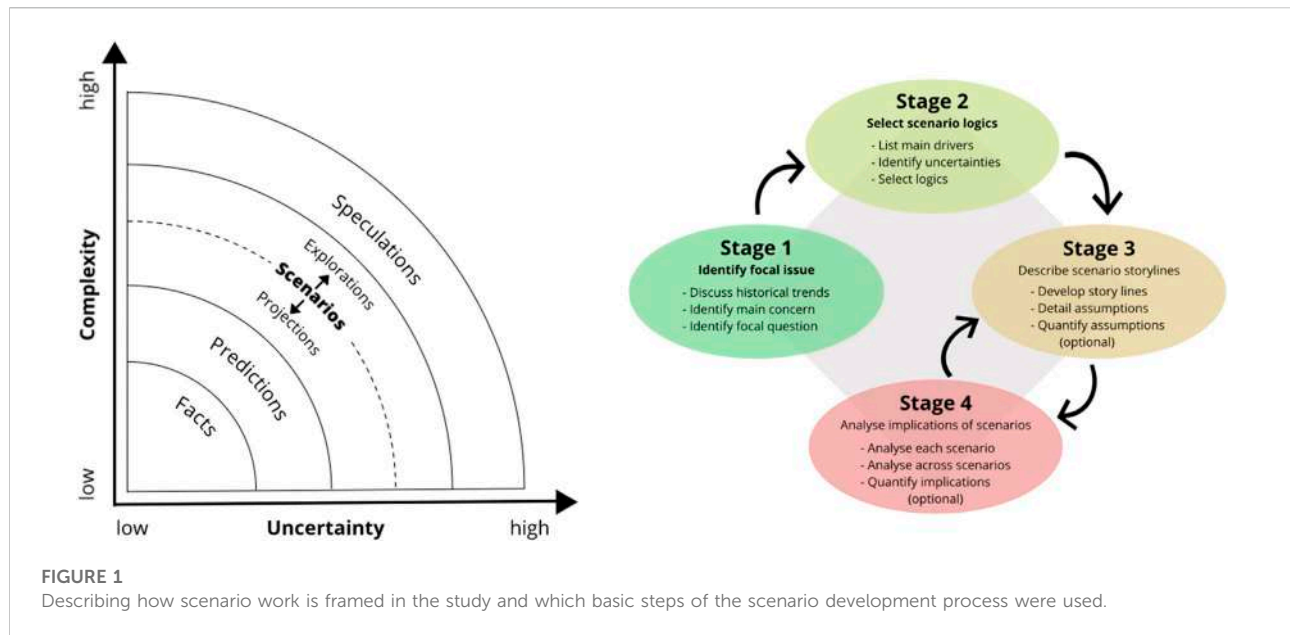 high
Complexity
low
Speculations
Explorations
Scenarios
Projections
Predictions
Facts
low
Uncertainty
high
Stage 2
Select scenario logics
- List main drivers
- Identify uncertainties
- Select logics
Stage 1
Identify focal issue
- Discuss historical trends
- Identify main concern
- Identify focal question
Stage 3
Describe scenario storylines
- Develop story lines
- Detail assumptions
- Quantify assumptions
(optional)
Stage 4
Analyse implications of scenarios
- Analyse each scenario
- Analyse across scenarios
- Quantify implications
(optional)
FIGURE 1
Describing how scenario work is framed in the study and which basic steps of the scenario development process were used.